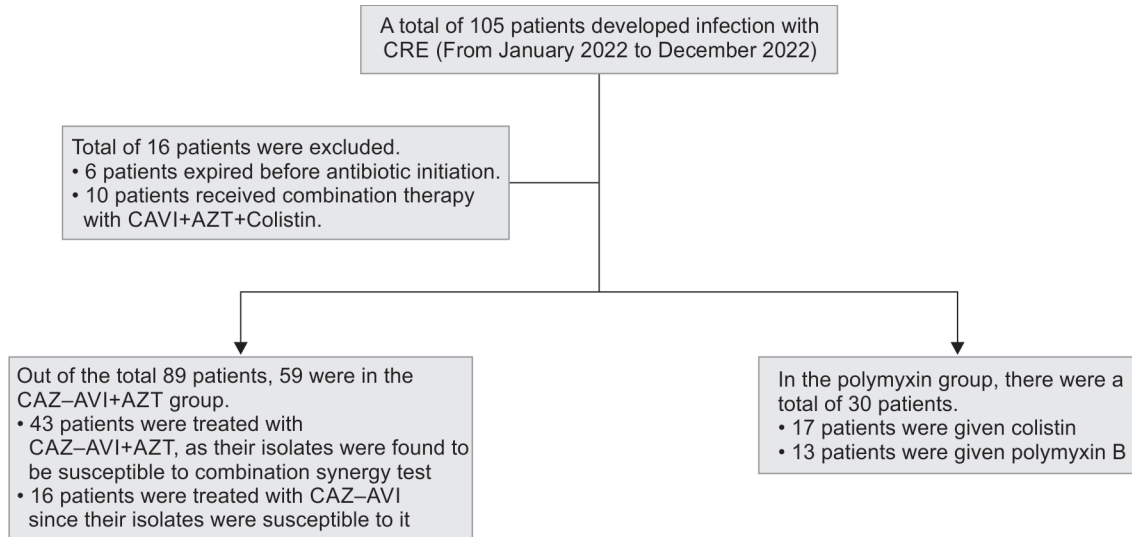 A total of 105 patients developed infection with
CRE (From January 2022 to December 2022)
Total of 16 patients were excluded.
• 6 patients expired before antibiotic initiation.
• 10 patients received combination therapy
with CAVI+AZT+Colistin.
Out of the total 89 patients, 59 were in the
CAZ–AVI+AZT group.
• 43 patients were treated with
CAZ–AVI+AZT, as their isolates were found to
be susceptible to combination synergy test
• 16 patients were treated with CAZ–AVI
since their isolates were susceptible to it
In the polymyxin group, there were a
total of 30 patients.
• 17 patients were given colistin
• 13 patients were given polymyxin B